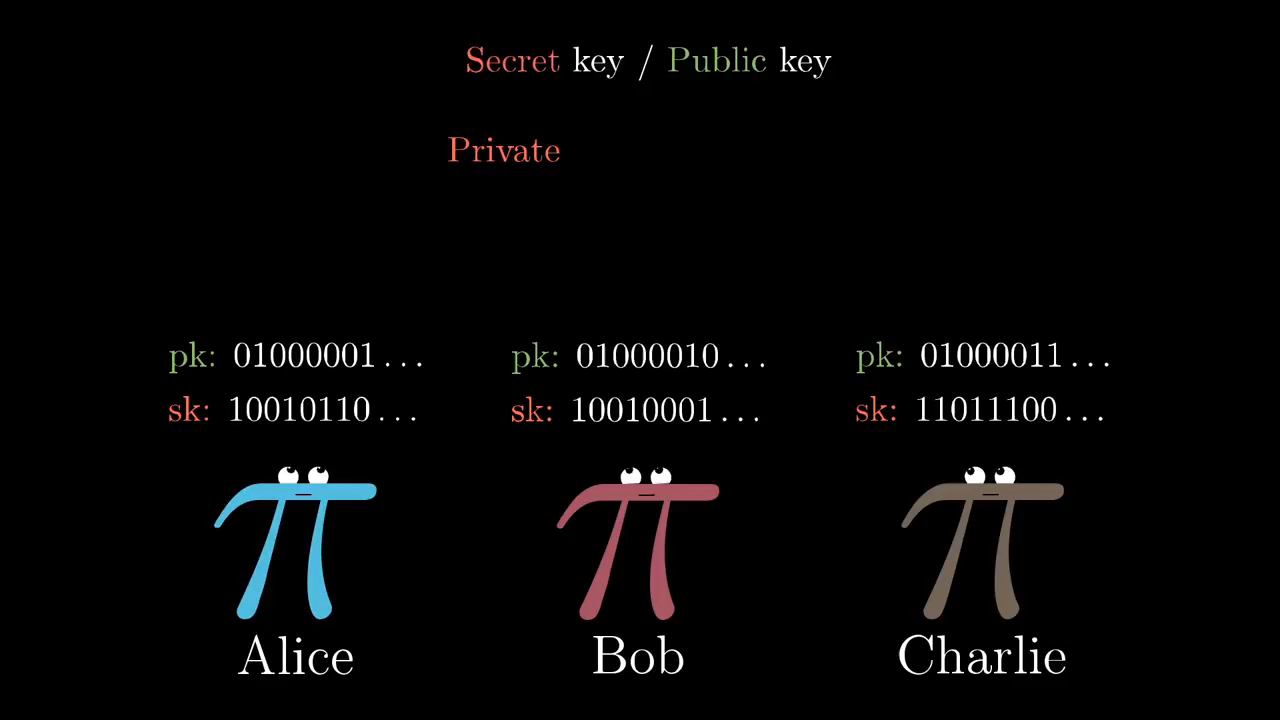 Secret key / Public key
Private
pk: 01000001...
sk: 10010110...
pk: 01000010...
sk: 10010001...
pk: 01000011...
sk: 11011100...
Alice
Bob
Charlie